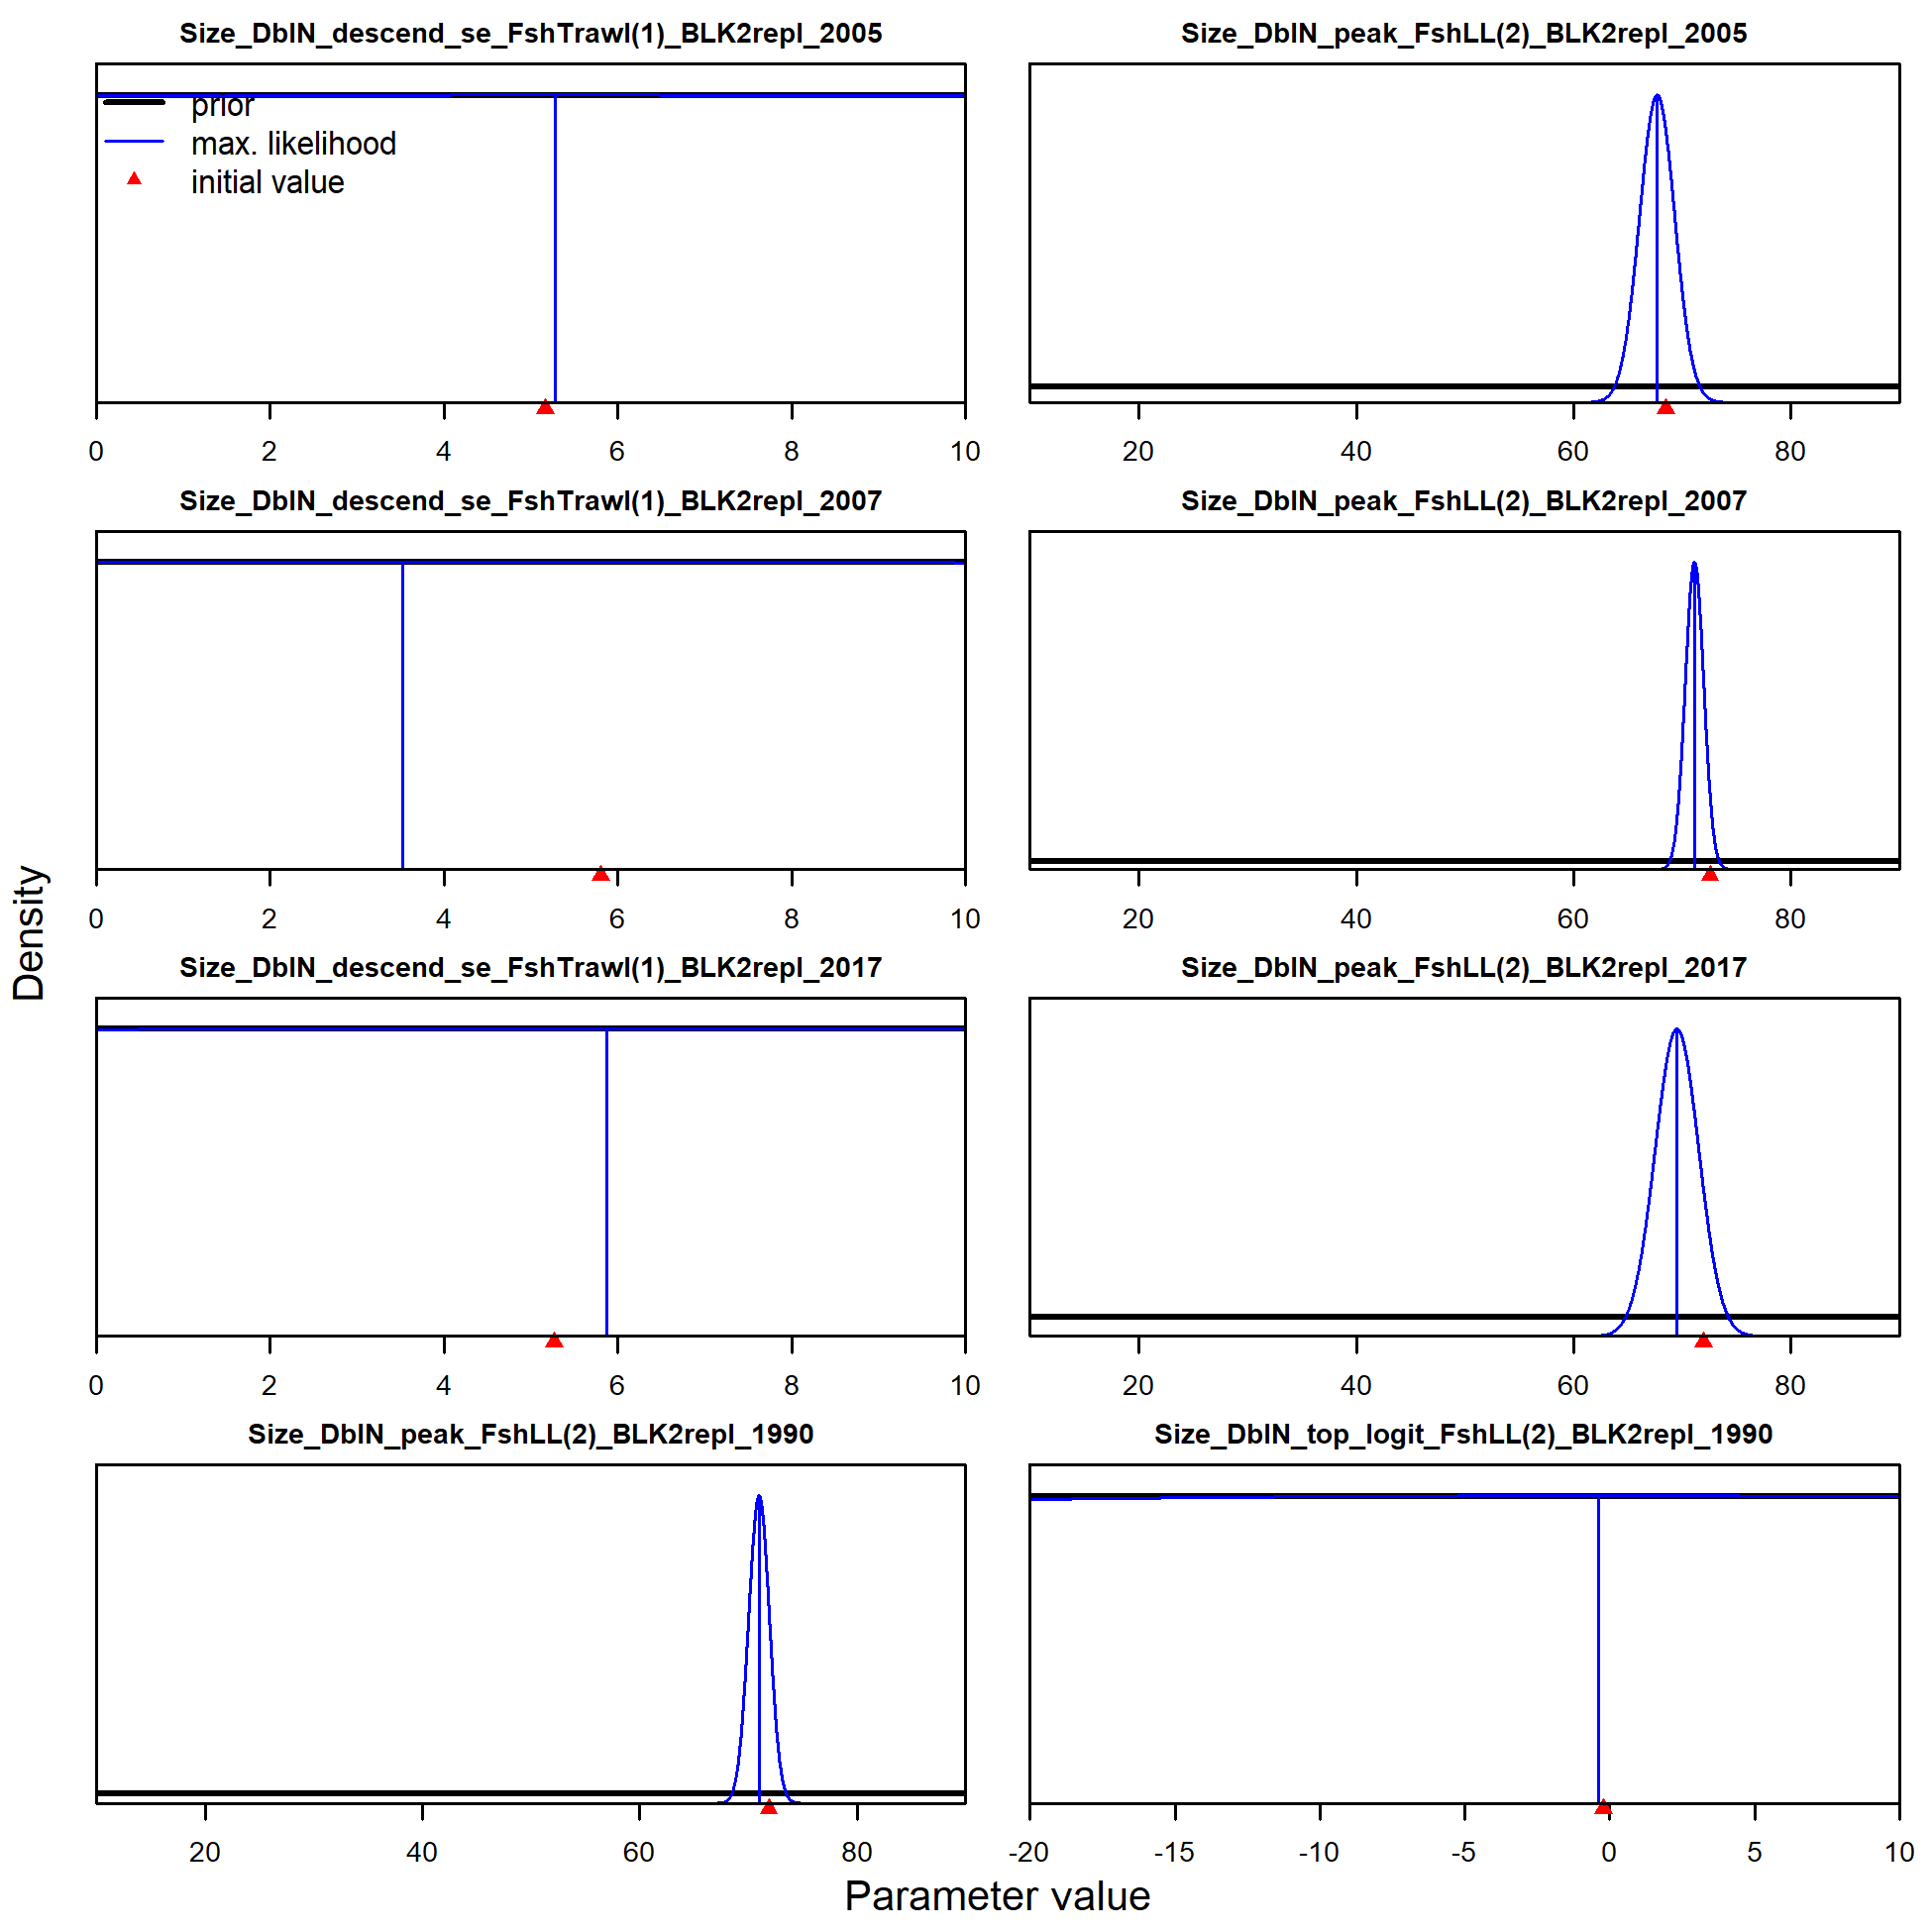 Size_DblN_descend_se_FshTrawl(1)_BLK2repl_2005
prior
max. likelihood
initial value
0 2 4 6 8 10
Size_DblN_peak_FshLL(2)_BLK2repl_2005
20 40 60 80
Size_DblN_descend_se_FshTrawl(1)_BLK2repl_2007
0 2 4 6 8 10
Size_DblN_peak_FshLL(2)_BLK2repl_2007
20 40 60 80
Size_DblN_descend_se_FshTrawl(1)_BLK2repl_2017
0 2 4 6 8 10
Size_DblN_peak_FshLL(2)_BLK2repl_2017
20 40 60 80
Size_DblN_peak_FshLL(2)_BLK2repl_1990
20 40 60 80
Size_DblN_top_logit_FshLL(2)_BLK2repl_1990
-20 -15 -10 -5 0 5 10
Density
Parameter value